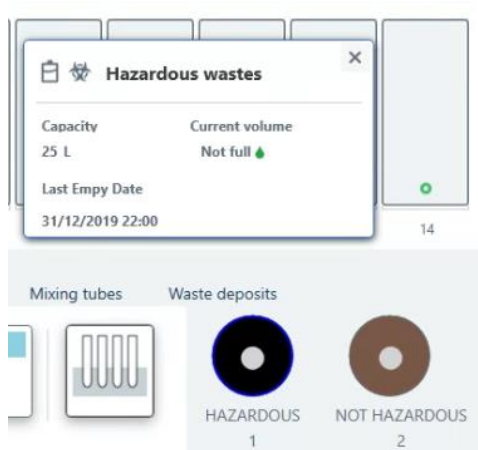 Hazardous wastes
Capacity Current volume
25 L Not full
Last Empy Date
31/12/2019 22:00
14
Mixing tubes Waste deposits
HAZARDOUS NOT HAZARDOUS
1 2